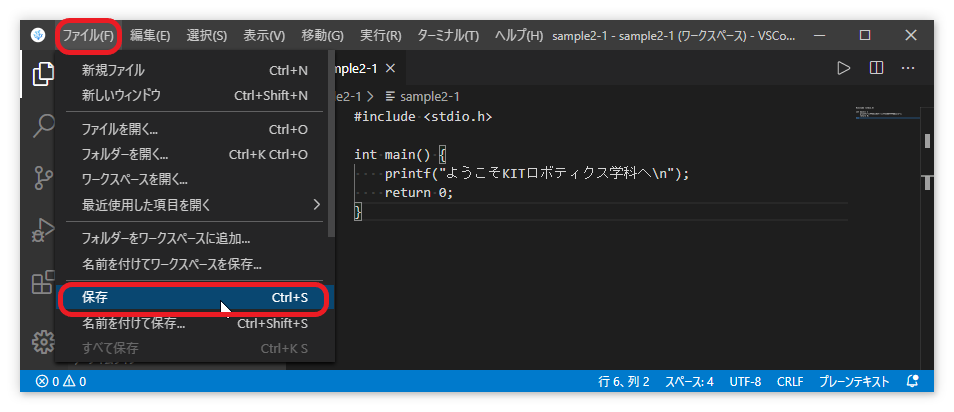 ファイル(F) 編集(E) 選択(S) 表示(V) 移動(G) 実行(R) ターミナル(T) ヘルプ(H) sample2-1 - sample2-1 (ワークスペース) - VSCo...
新規ファイル Ctrl+N
新しいウィンドウ Ctrl+Shift+N
ファイルを開く... Ctrl+O
フォルダーを開く... Ctrl+K Ctrl+O
ワークスペースを開く...
最近使用した項目を開く
フォルダーをワークスペースに追加...
名前を付けてワークスペースを保存...
保存 Ctrl+S
名前を付けて保存... Ctrl+Shift+S
すべて保存 Ctrl+K S
mple2-1
le2-1 > sample2-1
#include <stdio.h>
int main() {
printf("ようこそKITロボティクス学科へ\n");
return 0;
}
0 0 行 6、列 2 スペース: 4 UTF-8 CRLF プレーンテキスト